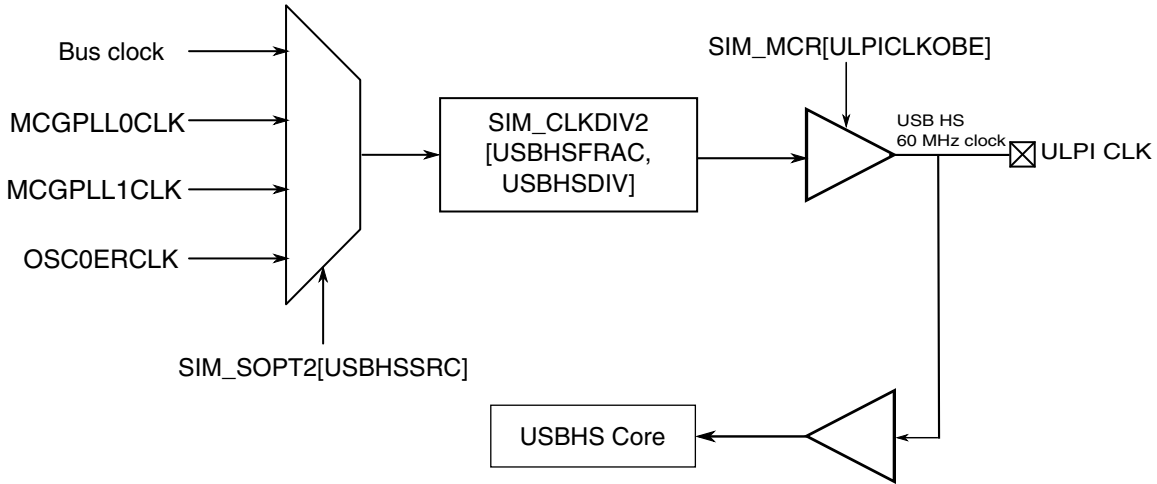 Bus clock
MCGPLL0CLK
MCGPLL1CLK
OSC0ERCLK
SIM_SOPT2[USBHSSRC]
SIM_CLKDIV2
[USBHSFRAC,
USBHSDIV]
SIM_MCR[ULPICLKOBE]
USB HS
60 MHz clock
ULPI CLK
USBHS Core